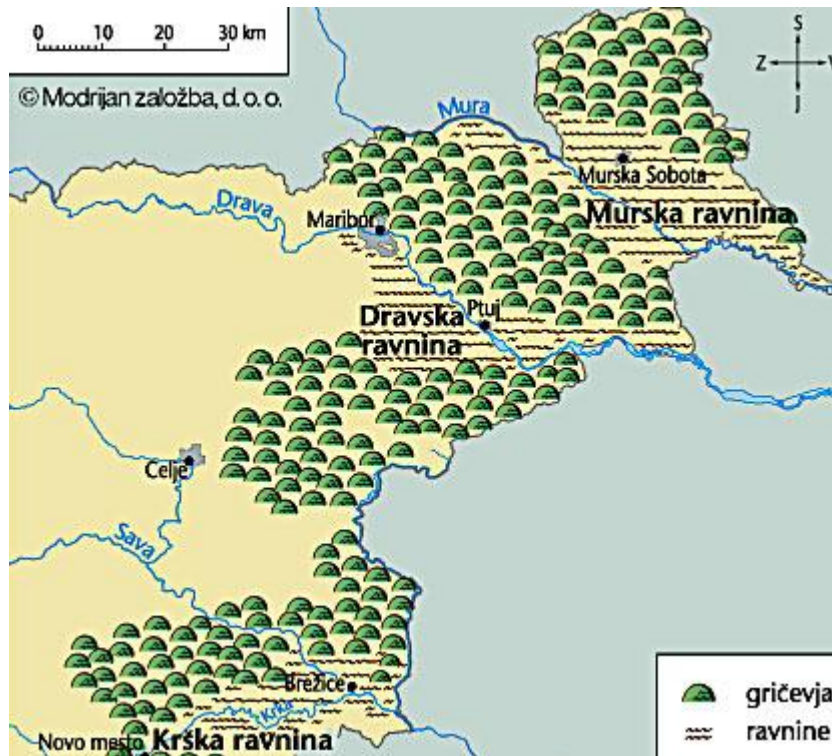 0 10 20 30 km
© Modrijan založba, d. o. o.
S
Z
V
J
Mura
Murska Sobota
Drava
Maribor
Murska ravnina
Ptuj
Dravska
ravnina
Celje
Sava
Brežice
Krka
Novo mesto
Krška ravnina
gričevja
ravnine